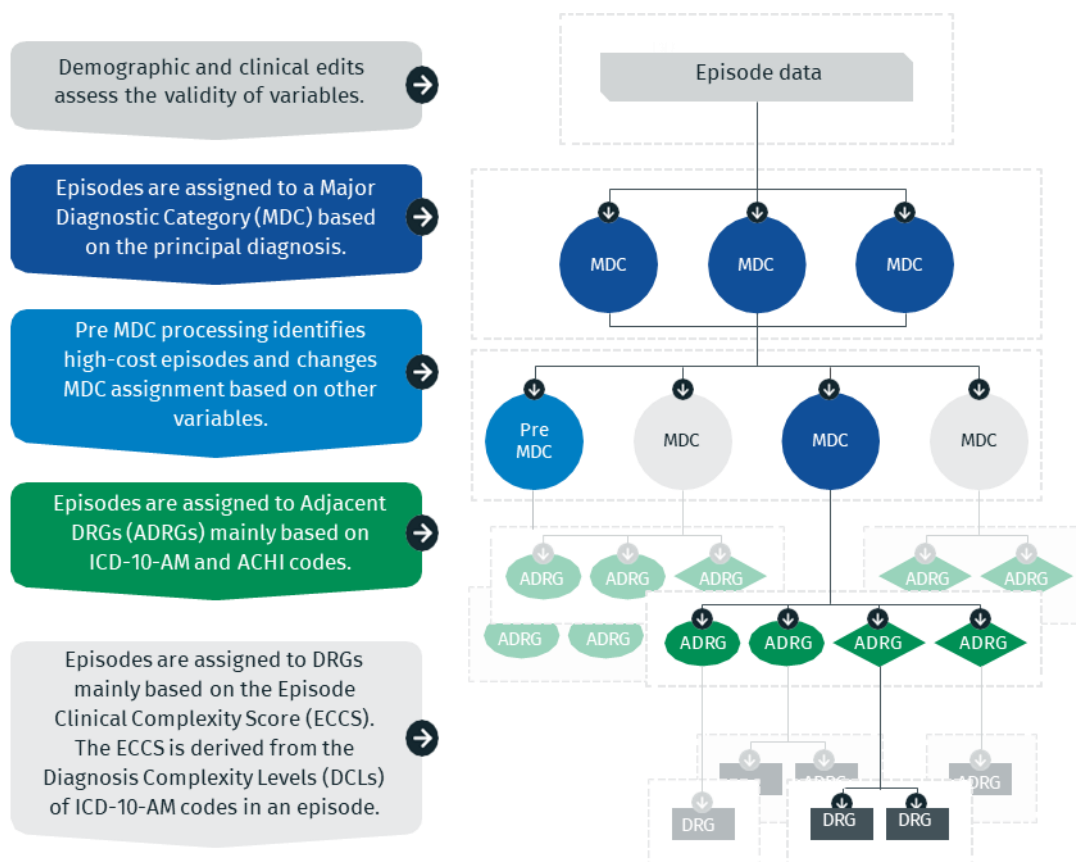 Demographic and clinical edits
assess the validity of variables.
Episode data
Episodes are assigned to a Major
Diagnostic Category (MDC) based
on the principal diagnosis.
MDC
MDC
MDC
Pre MDC processing identifies
high-cost episodes and changes
MDC assignment based on other
variables.
Pre
MDC
MDC
MDC
MDC
Episodes are assigned to Adjacent
DRGs (ADRGs) mainly based on
ICD-10-AM and ACHI codes.
ADRG
ADRG
ADRG
ADRG
ADRG
ADRG
ADRG
ADRG
ADRG
ADRG
ADRG
Episodes are assigned to DRGs
mainly based on the Episode
Clinical Complexity Score (ECCS).
The ECCS is derived from the
Diagnosis Complexity Levels (DCLs)
of ICD-10-AM codes in an episode.
ADRG
ADRG
DRG
DRG
DRG